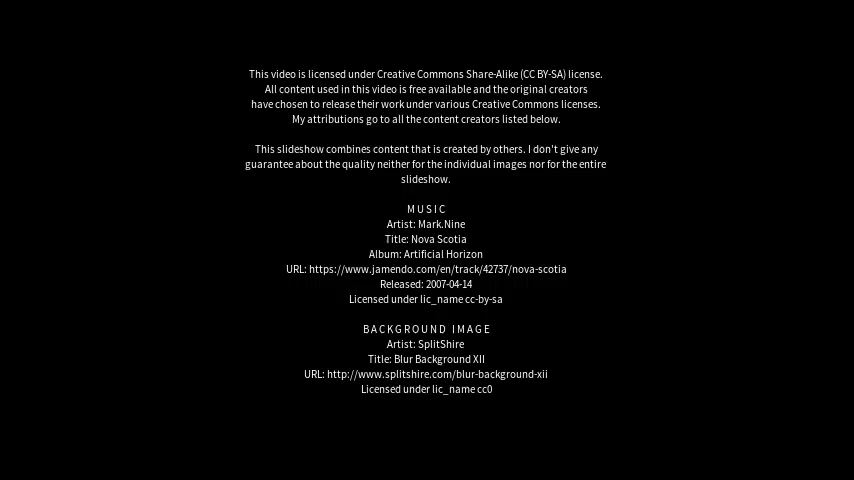 This video is licensed under Creative Commons Share-Alike (CC BY-SA) license.
All content used in this video is free available and the original creators
have chosen to release their work under various Creative Commons licenses.
My attributions go to all the content creators listed below.
This slideshow combines content that is created by others. I don't give any
guarantee about the quality neither for the individual images nor for the entire
slideshow.
MUSIC
Artist: Mark.Nine
Title: Nova Scotia
Album: Artificial Horizon
URL: https://www.jamendo.com/en/track/42737/nova-scotia
Released: 2007-04-14
Licensed under lic_name cc-by-sa
BACKGROUND IMAGE
Artist: SplitShire
Title: Blur Background XII
URL: http://www.splitshire.com/blur-background-xii
Licensed under lic_name cc0